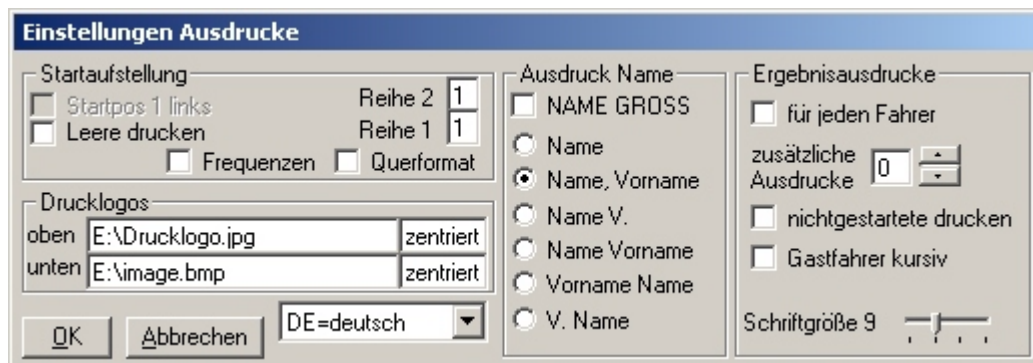 Einstellungen Ausdrucke
Startaufstellung
Startpos 1 links
Reihe 2 1
Leere drucken
Reihe 1 1
Frequenzen
Querformat
Drucklogos
oben E:\Drucklogo.jpg zentriert
unten E:\image.bmp zentriert
OK
Abbrechen
DE=deutsch
Ausdruck Name
NAME GROSS
Name
Name, Vorname
Name V.
Name Vorname
Vorname Name
V. Name
Ergebnisausdrucke
für jeden Fahrer
zusätzliche
Ausdrucke 0
nichtgestartete drucken
Gastfahrer kursiv
Schriftgröße 9